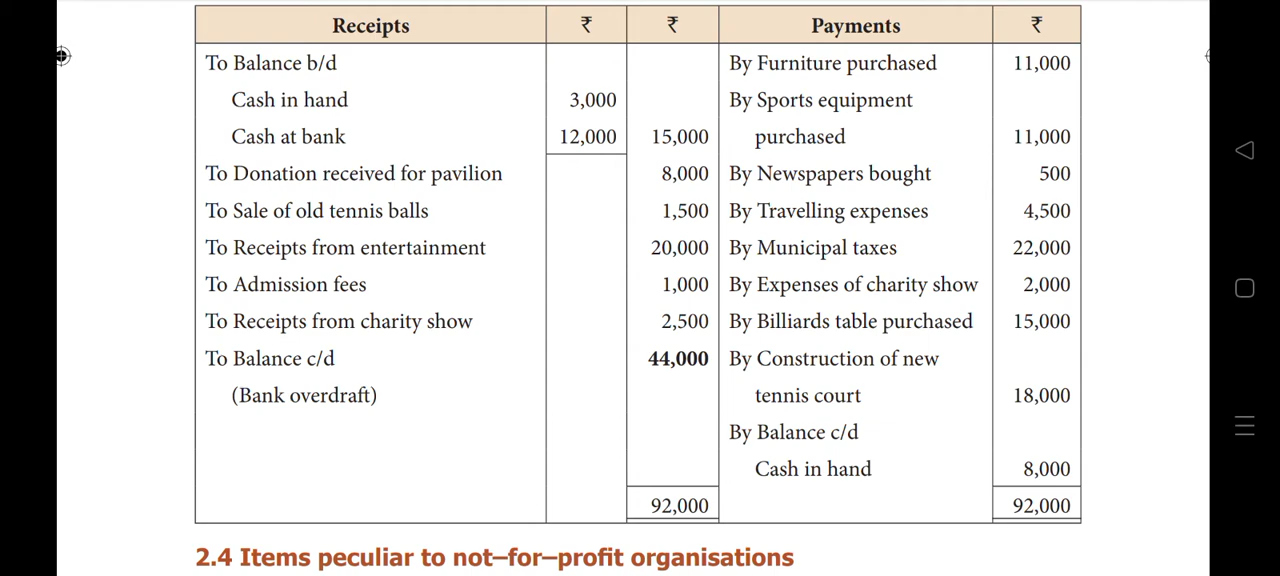 Receipts ₹ ₹ Payments ₹
To Balance b/d By Furniture purchased 11,000
Cash in hand 3,000 By Sports equipment
Cash at bank 12,000 15,000 purchased 11,000
To Donation received for pavilion 8,000 By Newspapers bought 500
To Sale of old tennis balls 1,500 By Travelling expenses 4,500
To Receipts from entertainment 20,000 By Municipal taxes 22,000
To Admission fees 1,000 By Expenses of charity show 2,000
To Receipts from charity show 2,500 By Billiards table purchased 15,000
To Balance c/d 44,000 By Construction of new
(Bank overdraft) tennis court 18,000
By Balance c/d
Cash in hand 8,000
92,000 92,000
2.4 Items peculiar to not–for–profit organisations